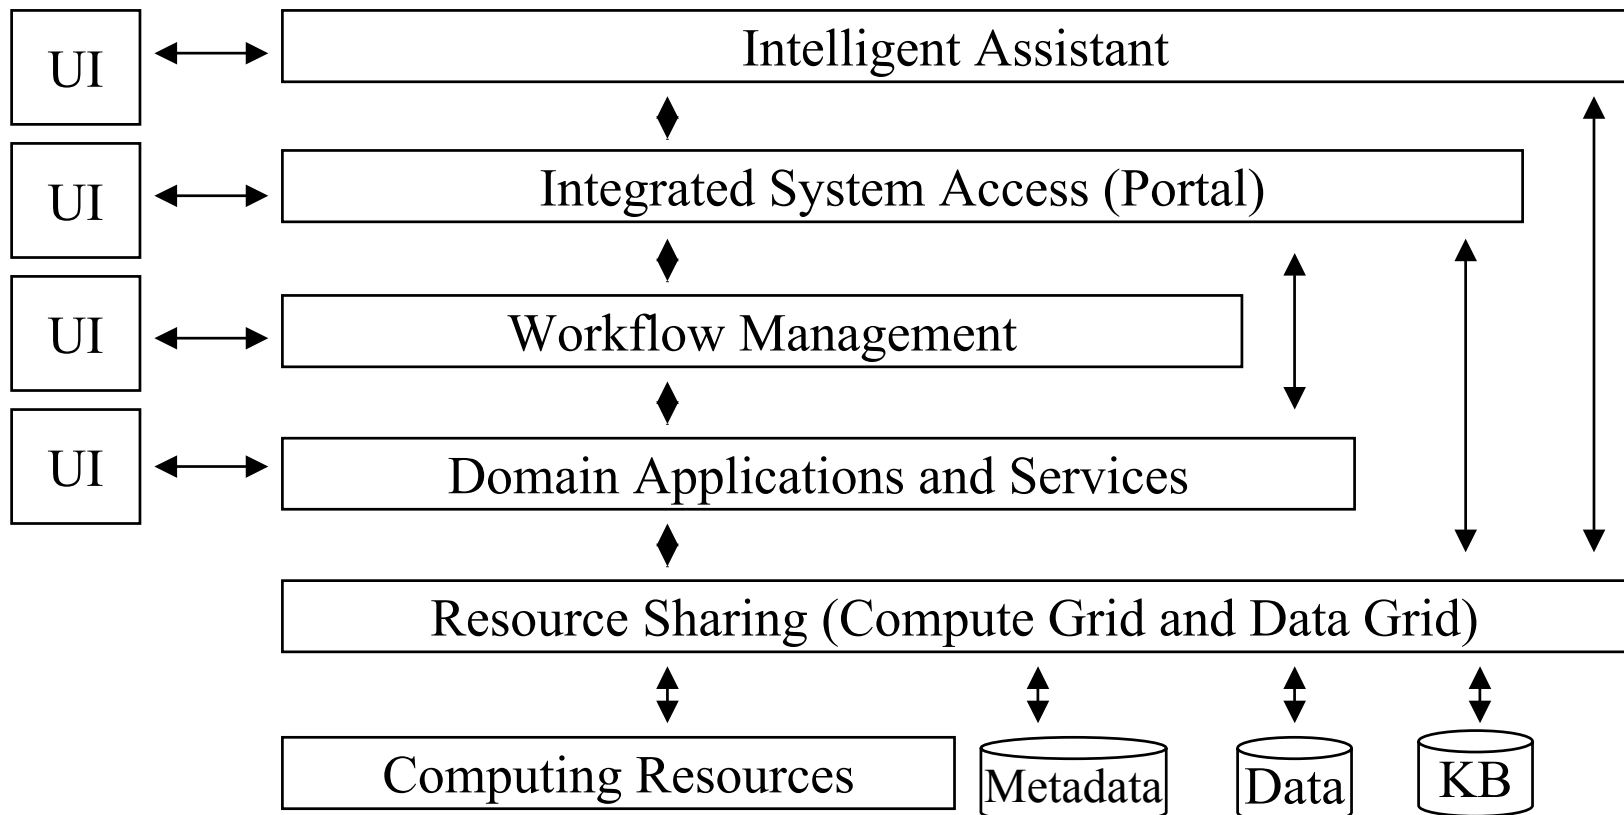 UI
Intelligent Assistant
UI
Integrated System Access (Portal)
UI
Workflow Management
UI
Domain Applications and Services
Resource Sharing (Compute Grid and Data Grid)
Computing Resources
Metadata
Data
KB